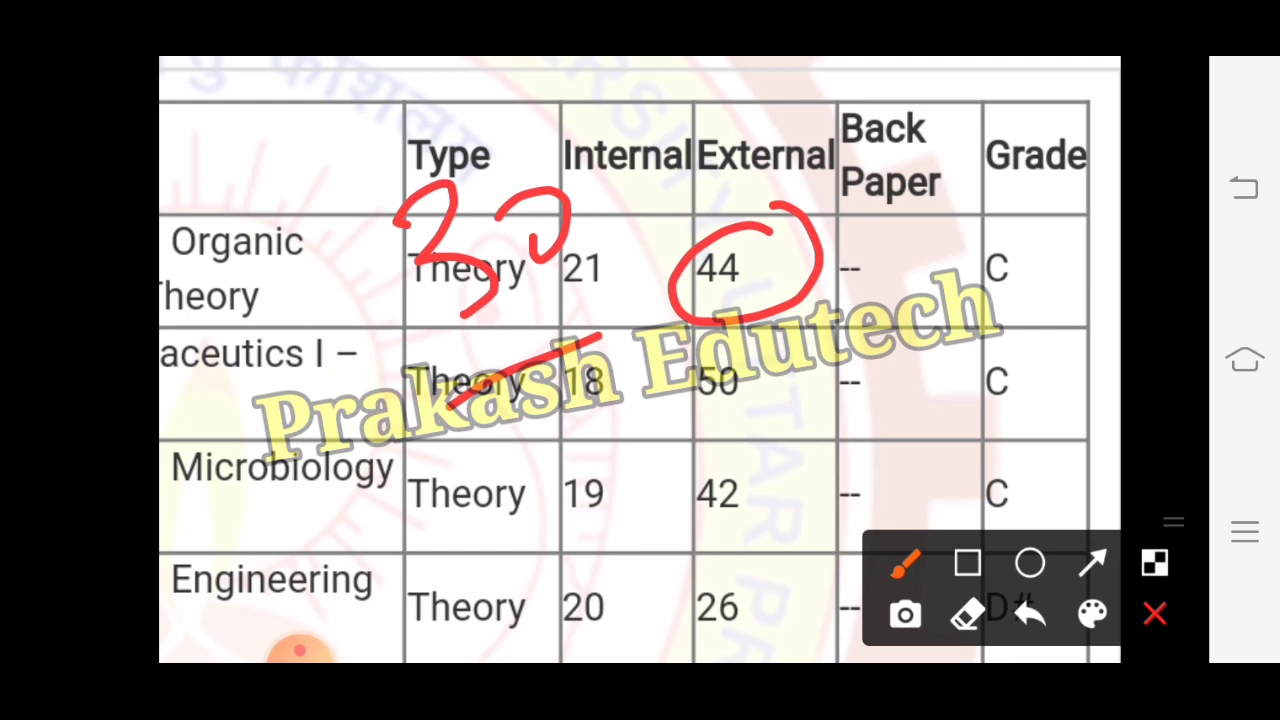 कौशलम
Type Internal External Back Paper Grade
30
Organic Theory Theory 21 44 -- C
aceutics I – Theory 18 50 -- C
Prakash Edutech
Microbiology Theory 19 42 -- C
Engineering Theory 20 26 -- D#